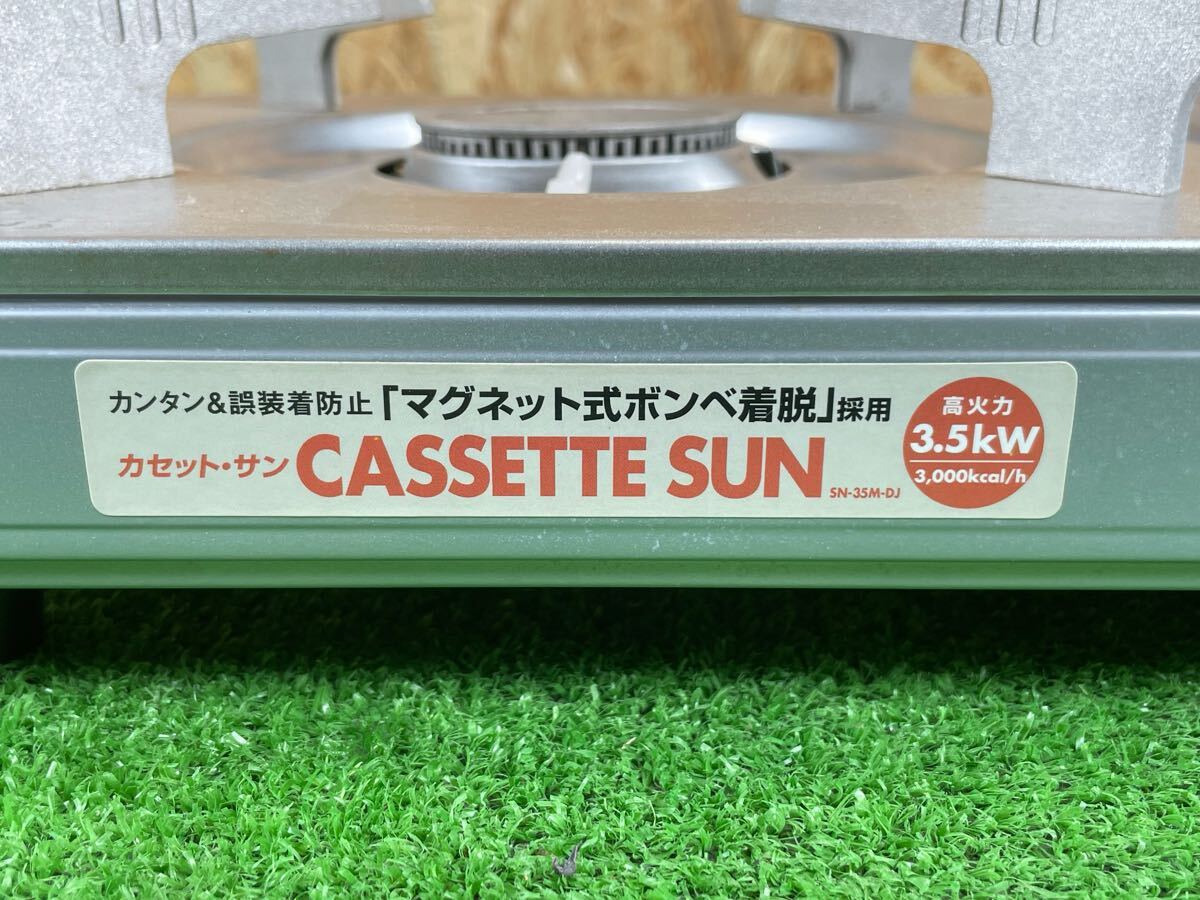 カンタン&誤装着防止「マグネット式ボンベ着脱」採用
カセット・サン CASSETTE SUN SN-35M-DJ
高火力
3.5kW
3,000kcal/h